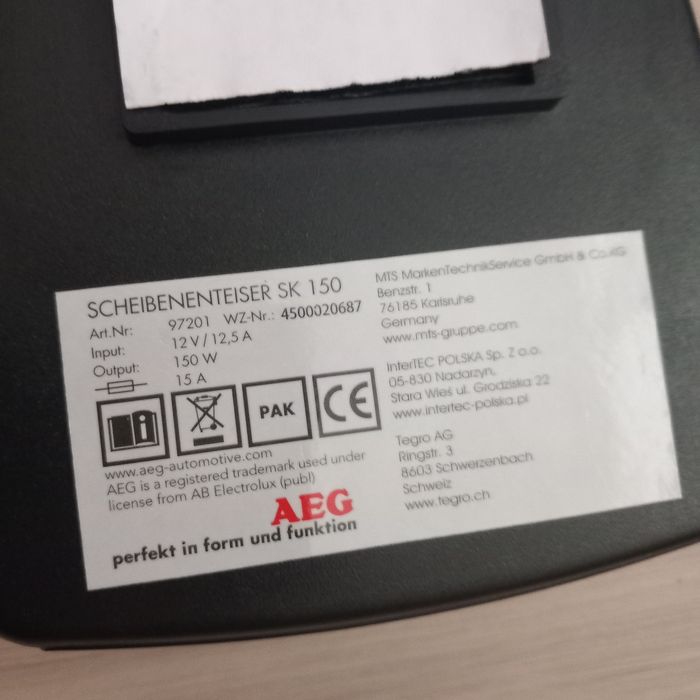 SCHEIBENENTEISER SK 150
Art.Nr: 97201 WZ-Nr.: 4500020687
Input: 12 V / 12,5 A
Output: 150 W
15 A
PAK
CE
www.aeg-automotive.com
AEG is a registered trademark used under
license from AB Electrolux (publ)
AEG
perfekt in form und funktion
MTS MarkenTechnikService GmbH & Co.KG
Benzstr. 1
76185 Karlsruhe
Germany
www.mts-gruppe.com
InterTEC POLSKA Sp. Z o.o.
05-830 Nadarzyn,
Stara Wieś ul. Grodziska 22
www.intertec-polska.pl
Tegro AG
Ringstr. 3
8603 Schwerzenbach
Schweiz
www.tegro.ch